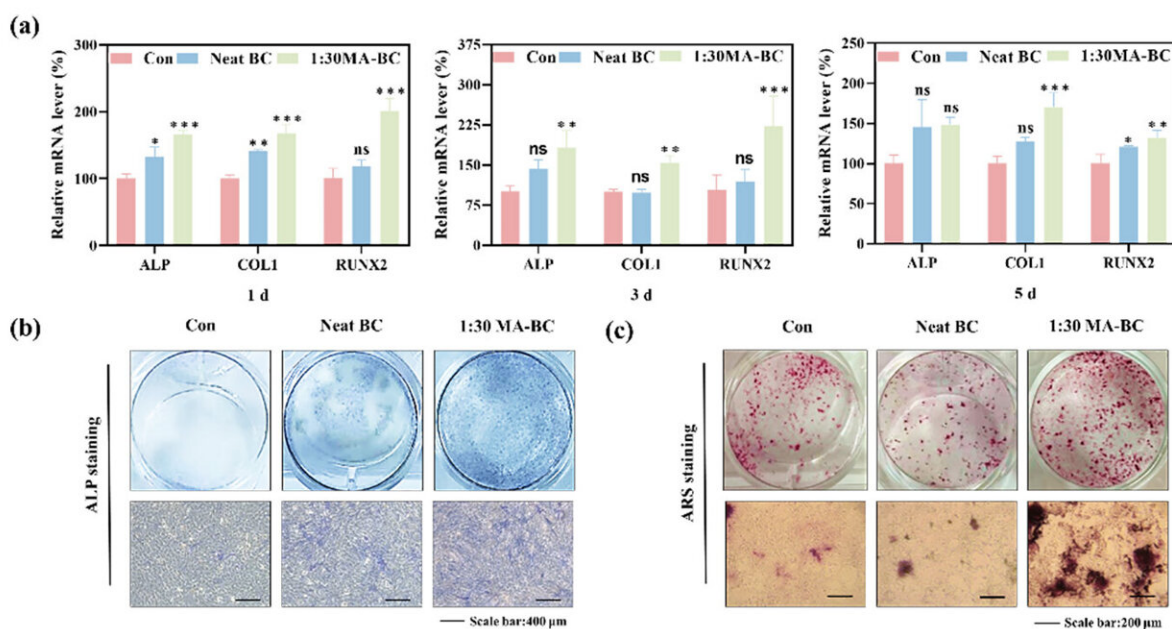 (a)
Relative mRNA lever (%)
300
200
100
0
Con Neat BC 1:30MA-BC
* *** ** *** ns ***
ALP COL1 RUNX2
1 d
Relative mRNA lever (%)
375
300
225
150
75
0
Con Neat BC 1:30MA-BC
ns ** ns ** ns ***
ALP COL1 RUNX2
3 d
Relative mRNA lever (%)
250
200
150
100
50
0
Con Neat BC 1:30MA-BC
ns ns ns *** * **
ALP COL1 RUNX2
5 d
(b)
Con Neat BC 1:30 MA-BC
ALP staining
Scale bar:400 μm
(c)
Con Neat BC 1:30 MA-BC
ARS staining
Scale bar:200 μm